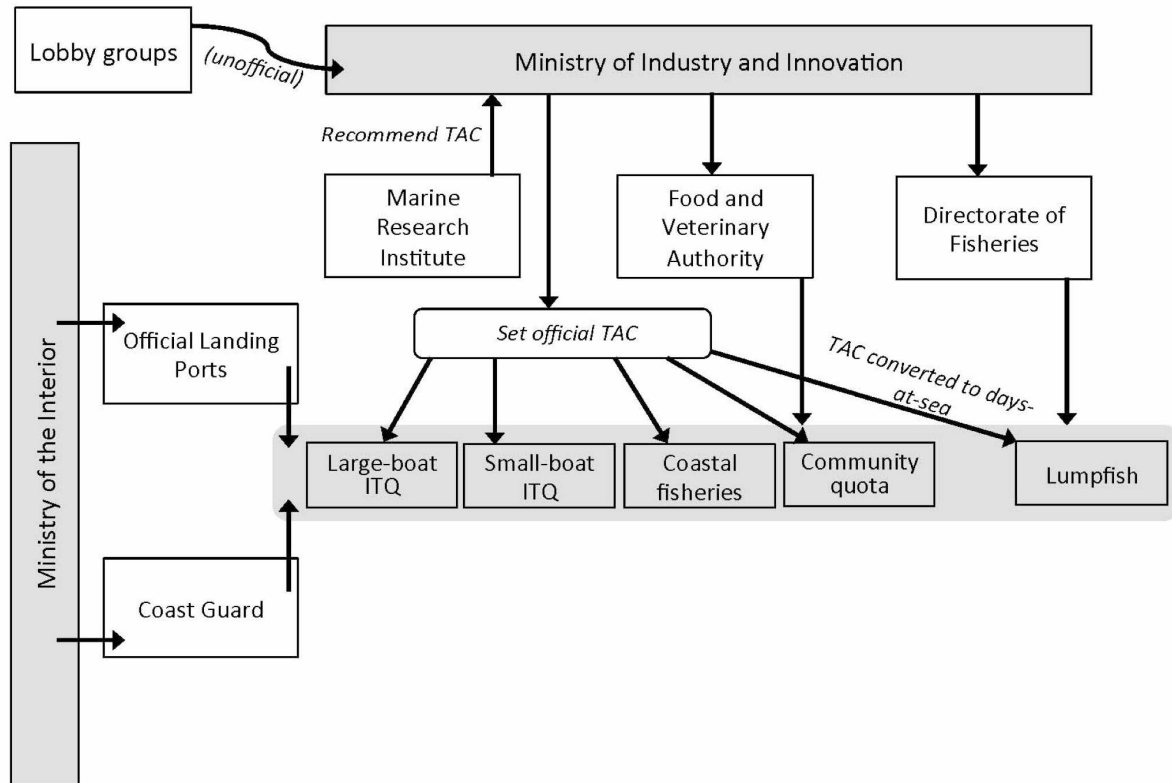 Lobby groups
(unofficial)
Ministry of Industry and Innovation
Recommend TAC
Marine
Research
Institute
Food and
Veterinary
Authority
Directorate of
Fisheries
Ministry of the Interior
Official Landing
Ports
Set official TAC
TAC converted to days-
at-sea
Large-boat
ITQ
Small-boat
ITQ
Coastal
fisheries
Community
quota
Lumpfish
Coast Guard